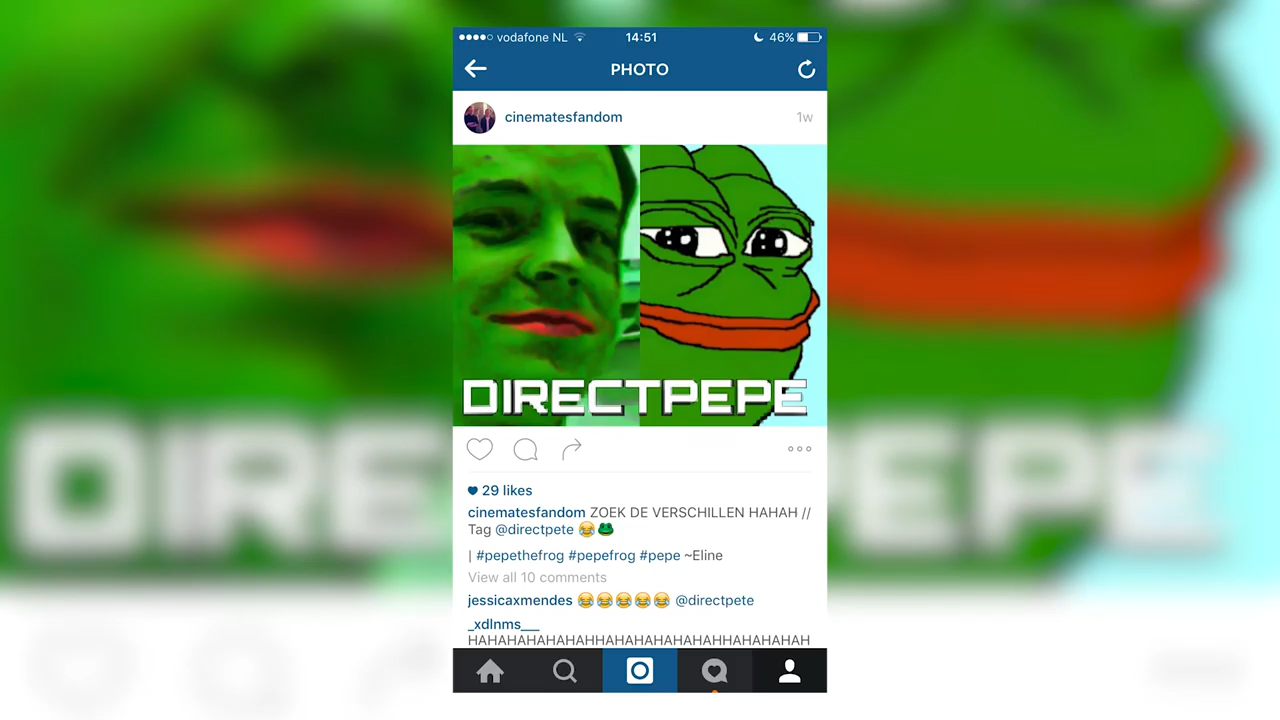 vodafone NL 14:51 46%
PHOTO
cinematesfandom 1w
DIRECTPEPE
29 likes
cinematesfandom ZOEK DE VERSCHILLEN HAHAH //
Tag @directpete 😂🐸
| #pepethefrog #pepefrog #pepe ~Eline
View all 10 comments
jessicaxmendes 😂😂😂😂😂 @directpete
_xdlnms___
HAHAHAHAHAHAHHAHAHAHAHAHAHHAHAHAHAH